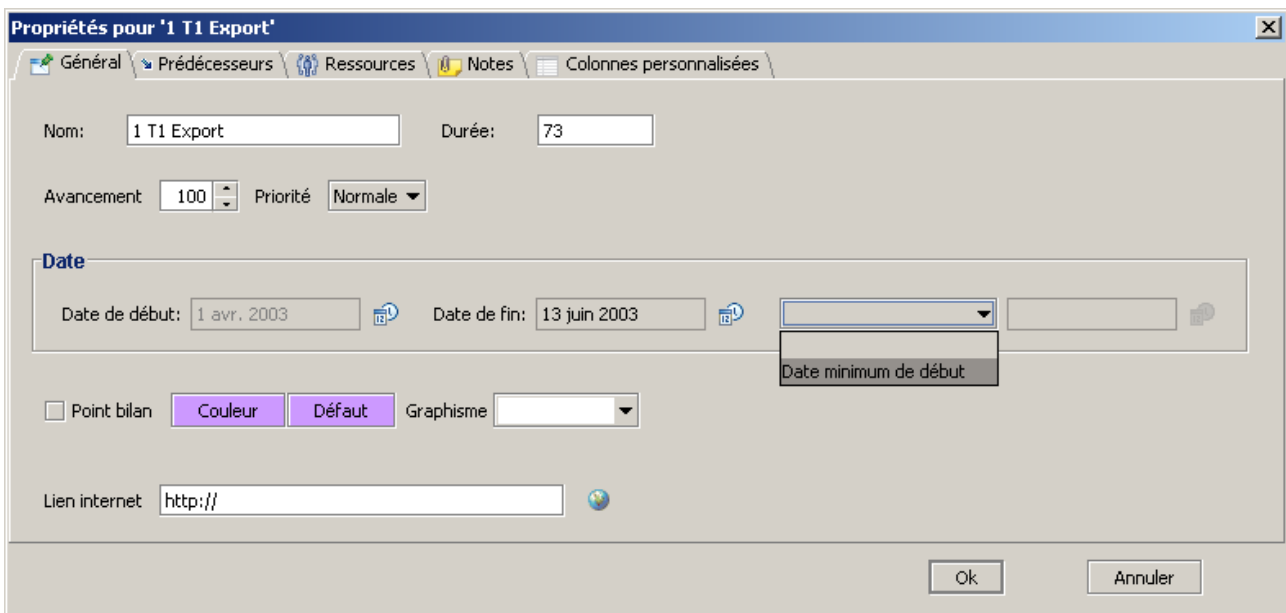 Propriétés pour '1 T1 Export'
Général Prédécesseurs Ressources Notes Colonnes personnalisées
Nom: 1 T1 Export Durée: 73
Avancement 100 Priorité Normale
Date
Date de début: 1 avr. 2003 12 Date de fin: 13 juin 2003 12
Date minimum de début
Point bilan Couleur Défaut Graphisme
Lien internet http://
Ok Annuler